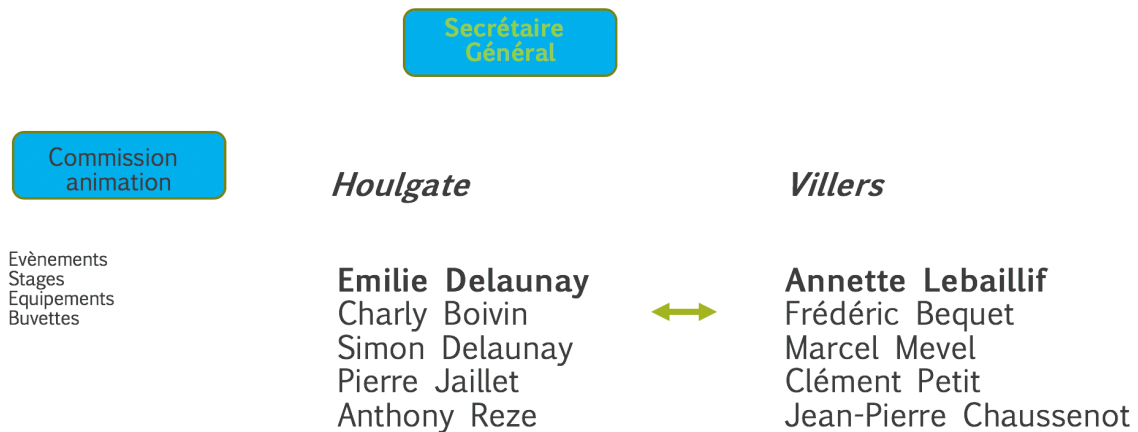 Secrétaire
Général
Commission
animation
Houlgate
Villers
Evènements
Stages
Equipements
Buvettes
Emilie Delaunay
Charly Boivin
Simon Delaunay
Pierre Jaillet
Anthony Reze
Annette Lebaillif
Frédéric Bequet
Marcel Mevel
Clément Petit
Jean-Pierre Chaussenot